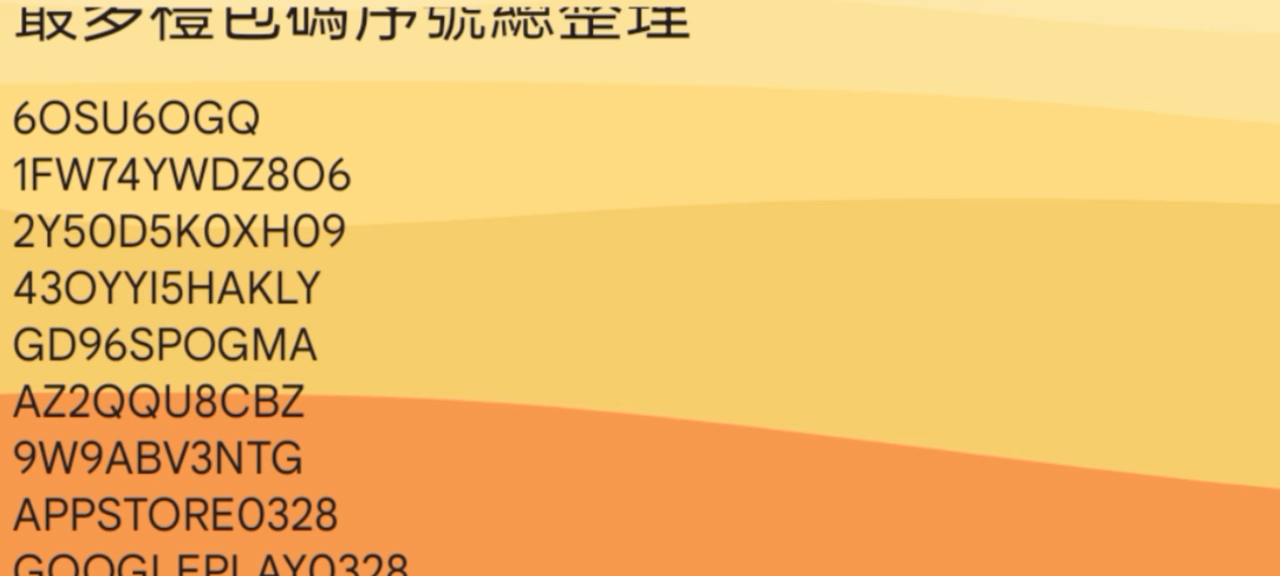 最多禮包碼序號總整理
6OSU6OGQ
1FW74YWDZ8O6
2Y50D5K0XH09
43OYYI5HAKLY
GD96SPOGMA
AZ2QQU8CBZ
9W9ABV3NTG
APPSTORE0328
GOOGLEPLAY0328